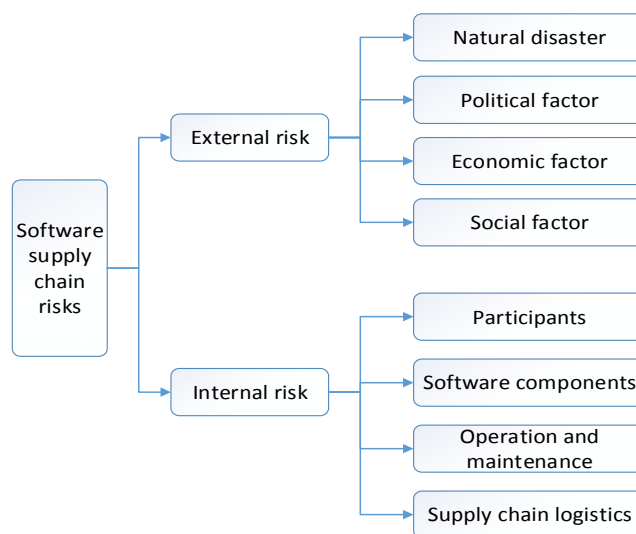 Natural disaster
Political factor
External risk
Economic factor
Social factor
Software
supply
chain
risks
Participants
Software components
Internal risk
Operation and
maintenance
Supply chain logistics